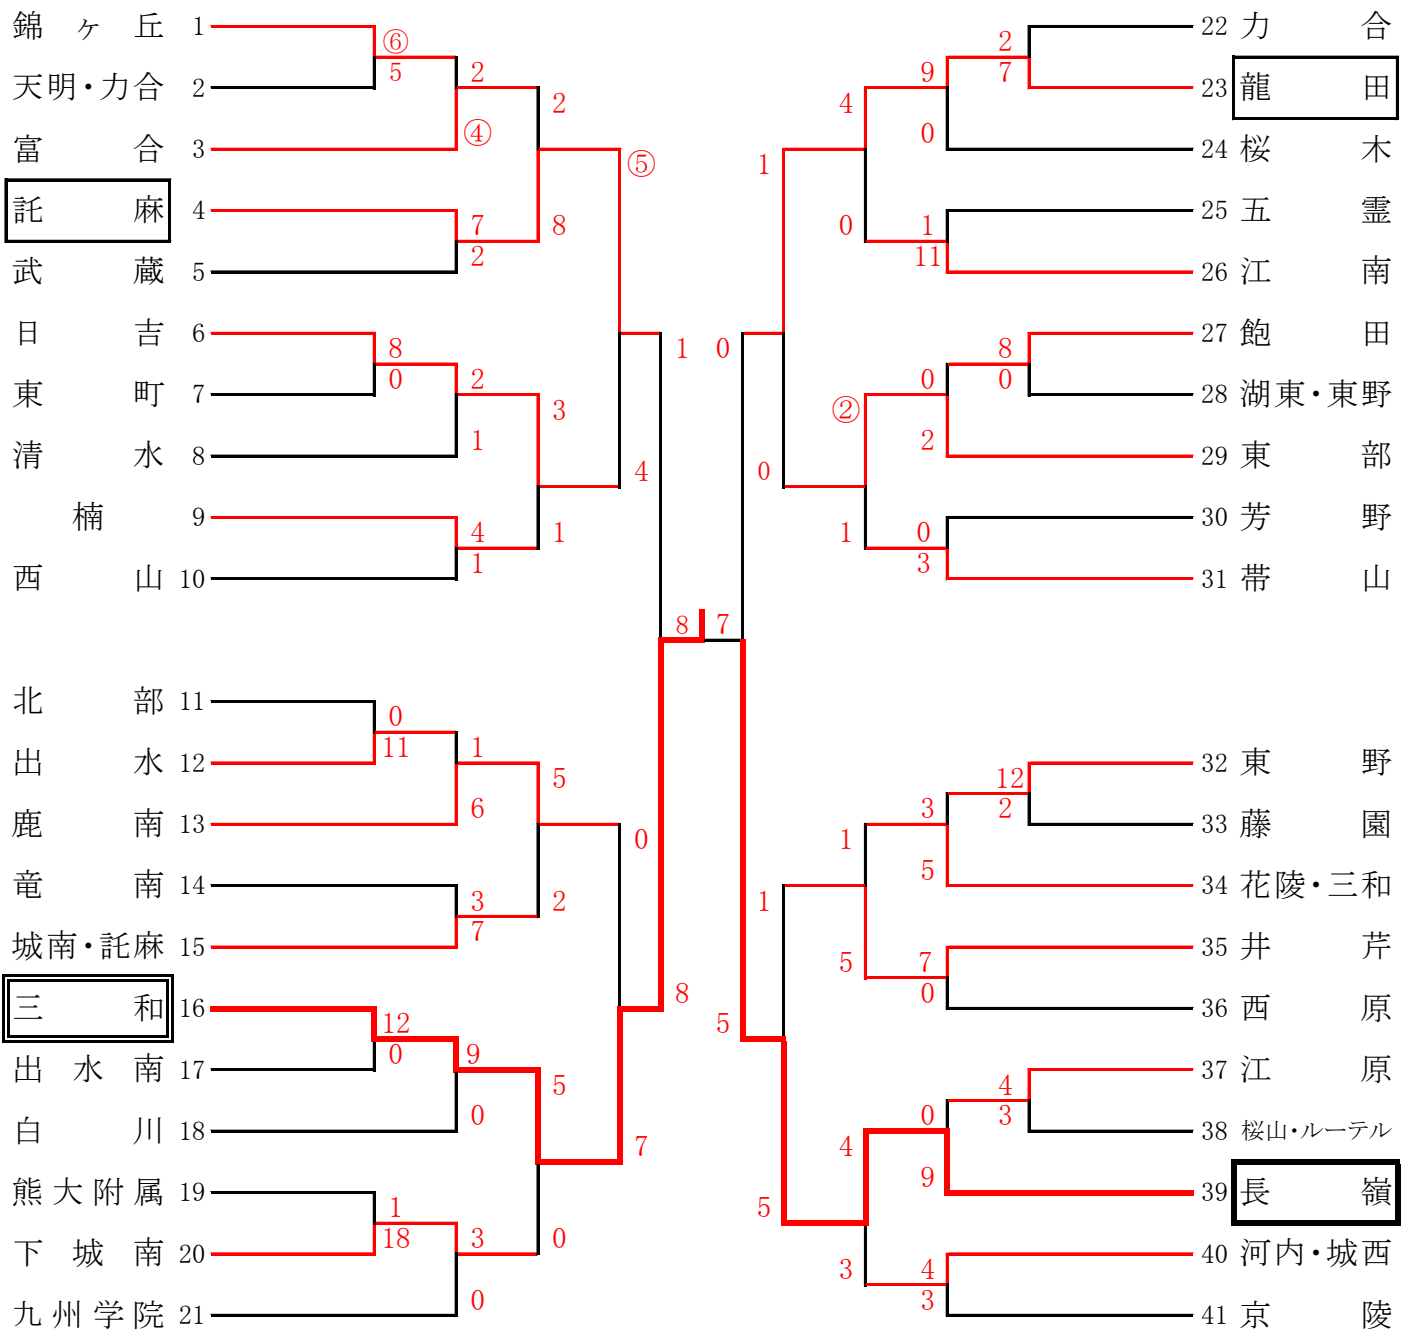 錦ヶ丘 1
⑥
5
天明・力合 2
2
2
富合 3
④
⑤
託麻 4
7
8
武蔵 5
2
日吉 6
8
1
東町 7
0
2
3
清水 8
1
4
楠 9
4
1
西山 10
1
8
北部 11
0
出水 12
11
1
5
鹿南 13
6
0
竜南 14
3
2
城南・託麻 15
7
三和 16
12
8
出水南 17
0
9
5
白川 18
0
7
熊大附属 19
1
下城南 20
18
3
0
九州学院 21
0
22 力合
2
7
9
23 龍田
4
0
24 桜木
1
25 五霊
1
0
11
26 江南
27 飽田
8
0
0
0
28 湖東・東野
②
2
29 東部
0
30 芳野
0
1
3
31 帯山
7
32 東野
12
2
3
33 藤園
1
5
34 花陵・三和
1
35 井芹
7
5
0
36 西原
5
37 江原
4
3
0
38 桜山・ルーテル
4
9
39 長嶺
5
40 河内・城西
4
3
3
41 京陵